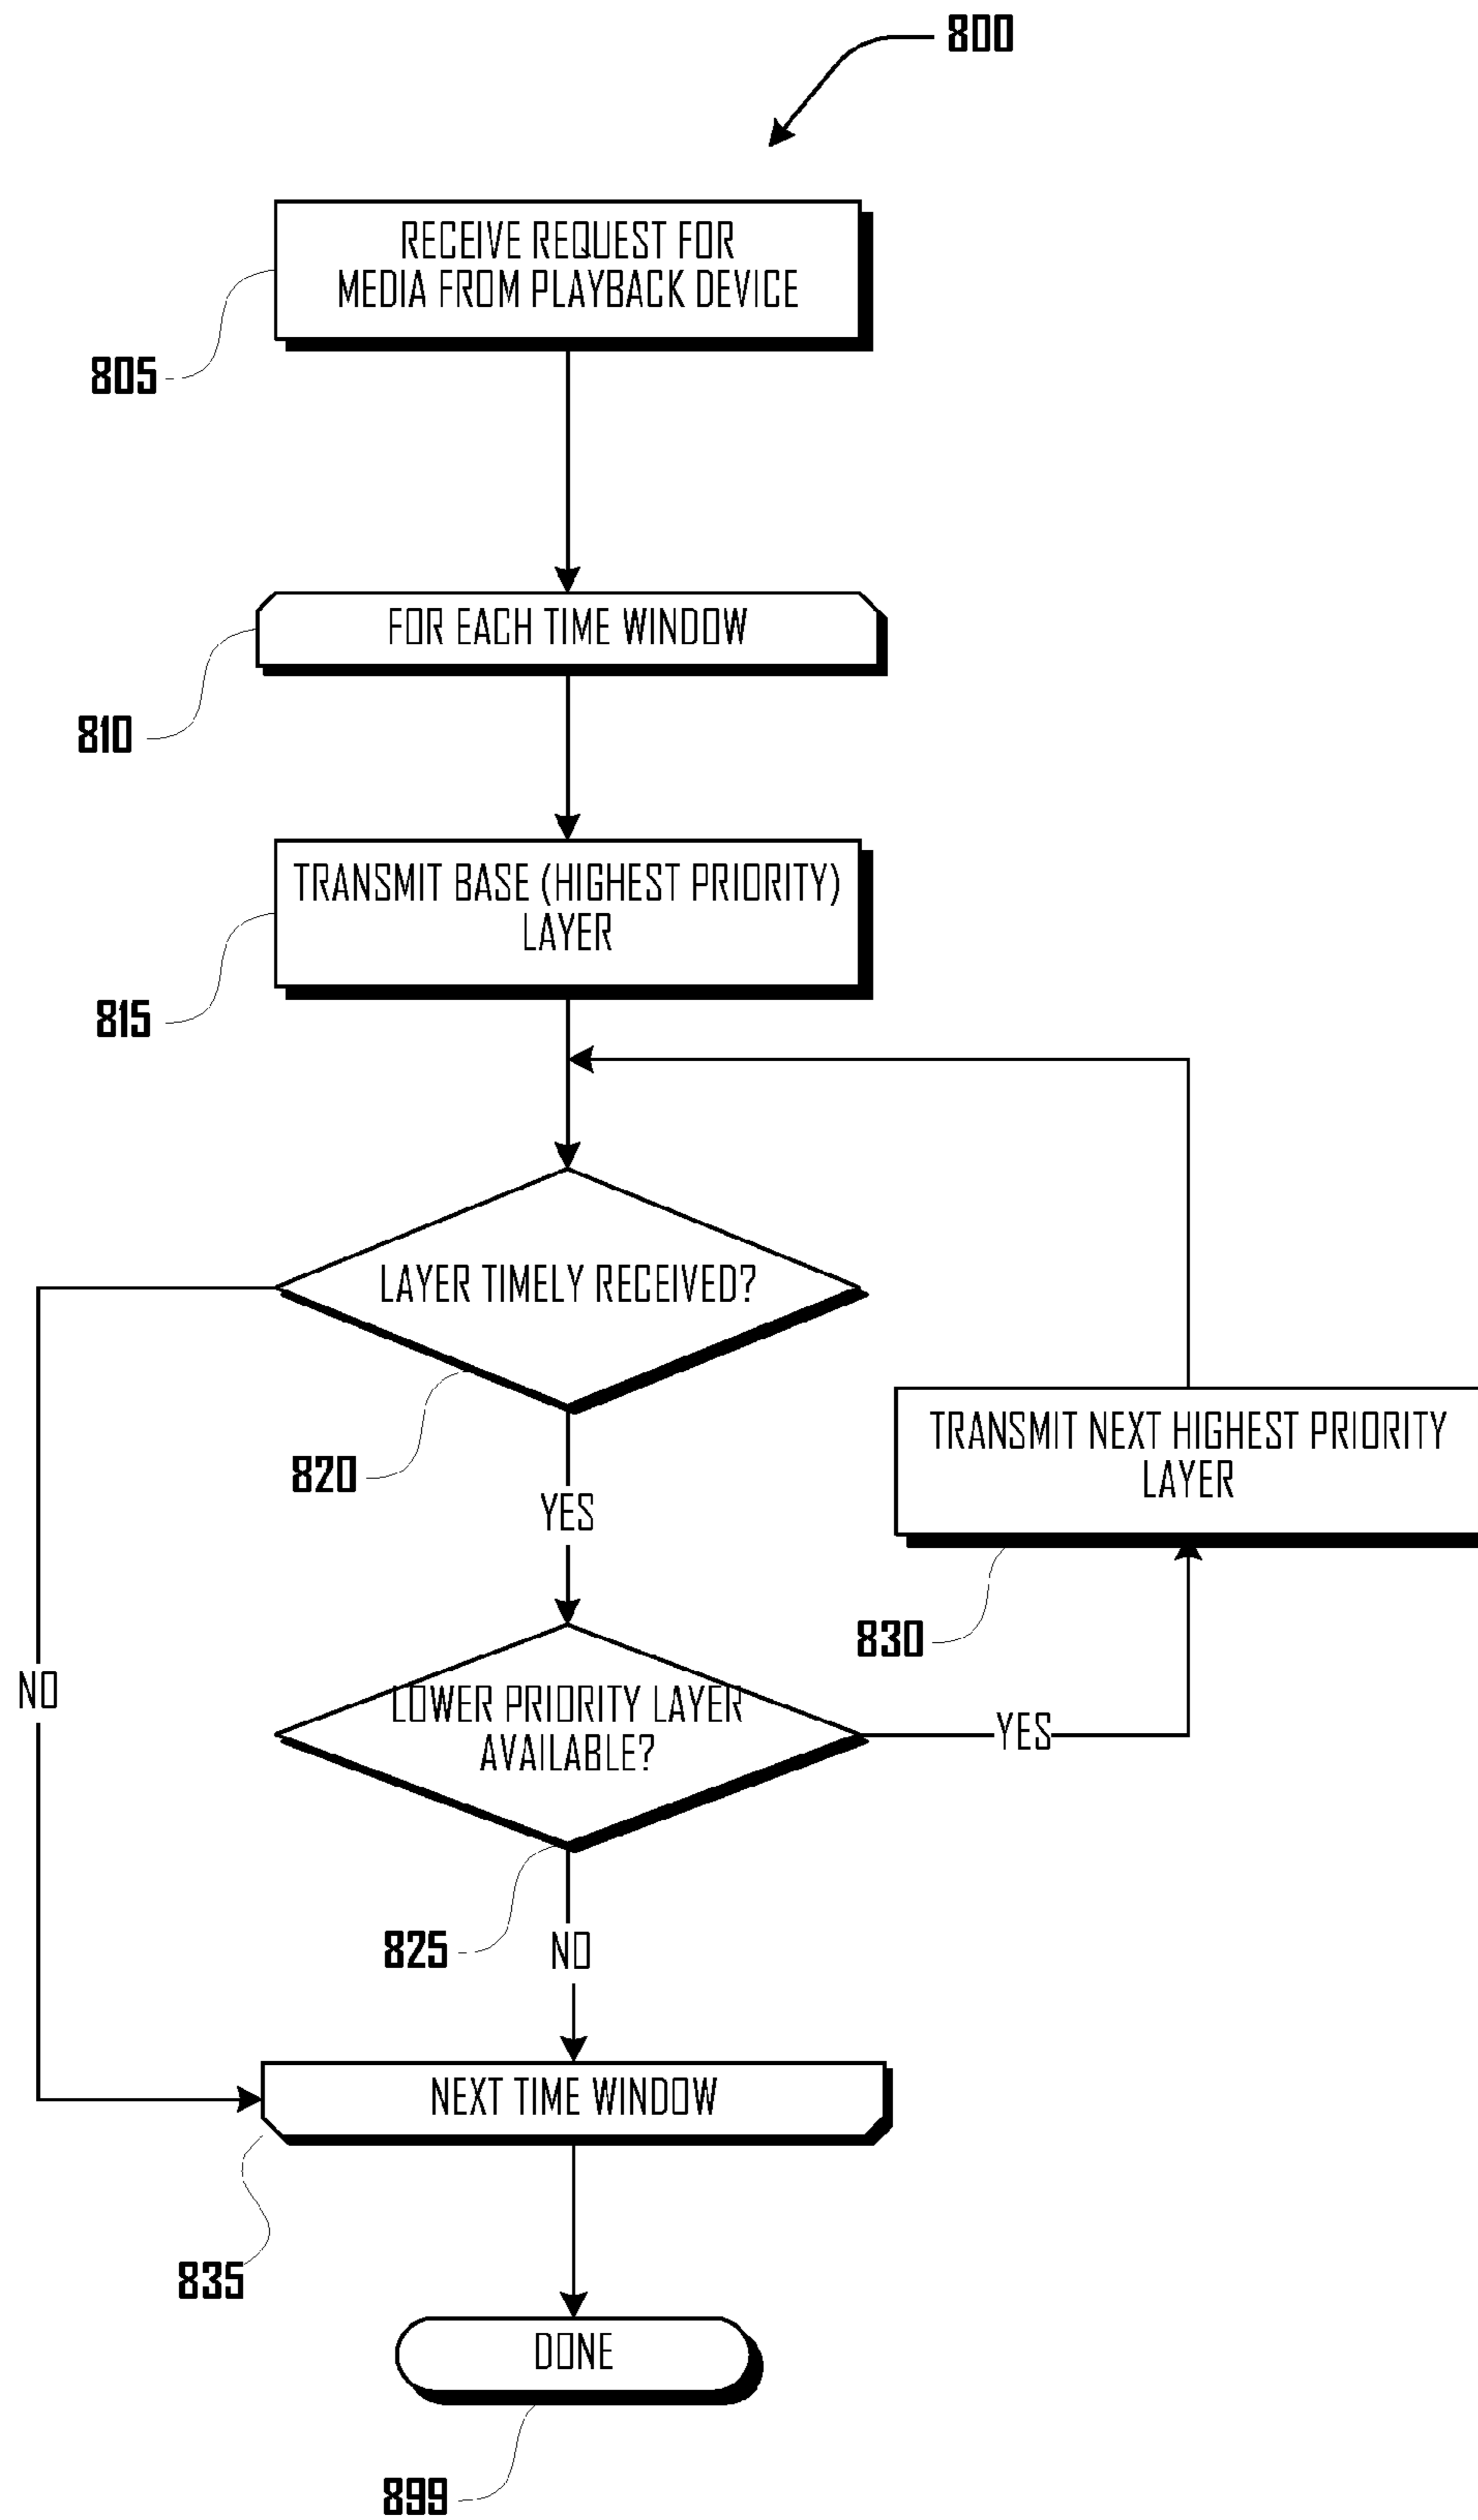 800
RECEIVE REQUEST FOR
MEDIA FROM PLAYBACK DEVICE
805
FOR EACH TIME WINDOW
810
TRANSMIT BASE (HIGHEST PRIORITY)
LAYER
815
LAYER TIMELY RECEIVED?
820
YES
TRANSMIT NEXT HIGHEST PRIORITY
LAYER
830
NO
LOWER PRIORITY LAYER
AVAILABLE?
YES
825
NO
NEXT TIME WINDOW
835
DONE
899